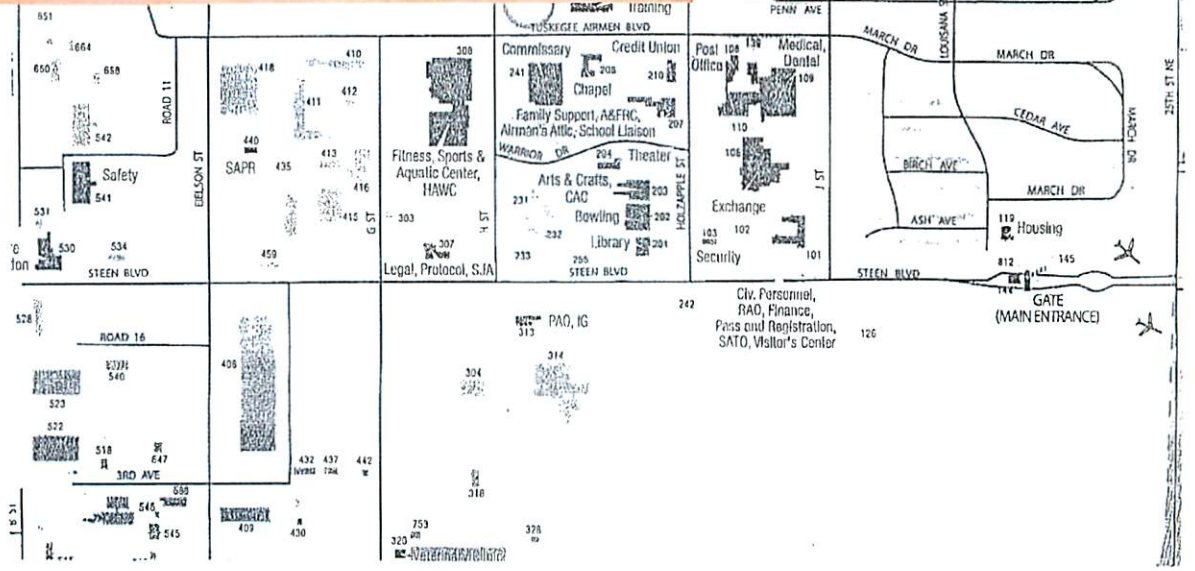 Training
PENN AVE
TUSKEGEE AIRMEN BLVD
651
664
650
658
542
ROAD 11
Safety
541
531
530
534
EIELSON ST
STEEN BLVD
418
410
411
412
440
SAPR
435
413
416
415
459
G ST
308
Fitness, Sports &
Aquatic Center,
HAWC
303
307
Legal, Protocol, SJA
H ST
Commissary
241
Credit Union
210
Chapel
Family Support, A&FRC,
Airman's Attic, School Liaison
207
WARRIOR DR
204
Theater
Arts & Crafts,
CAC
203
231
Bowling
202
232
Library
201
233
255
STEEN BLVD
HOLZAPPLE ST
Post
Office
108
Medical,
Dental
109
110
106
Exchange
103
102
Security
101
J ST
MARCH DR
MARCH DR
CEDAR AVE
MARCH DR
BIRCH AVE
MARCH DR
ASH AVE
119
Housing
25TH ST NE
STEEN BLVD
812
145
GATE
(MAIN ENTRANCE)
242
Civ. Personnel,
RAO, Finance,
Pass and Registration,
SATO, Visitor's Center
126
528
ROAD 16
540
523
522
518
647
3RD AVE
546
545
406
432
437
442
409
430
PAO, IG
313
314
304
318
753
320
328